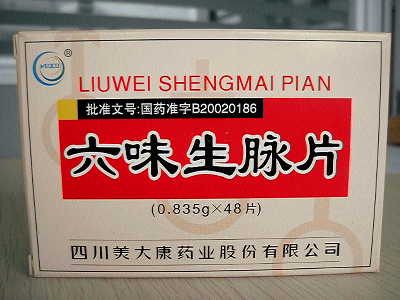 ®
LIUWEI SHENGMAI PIAN
批准文号:国药准字B20020186
六味生脉片
(0.835g×48片)
四川美大康药业股份有限公司